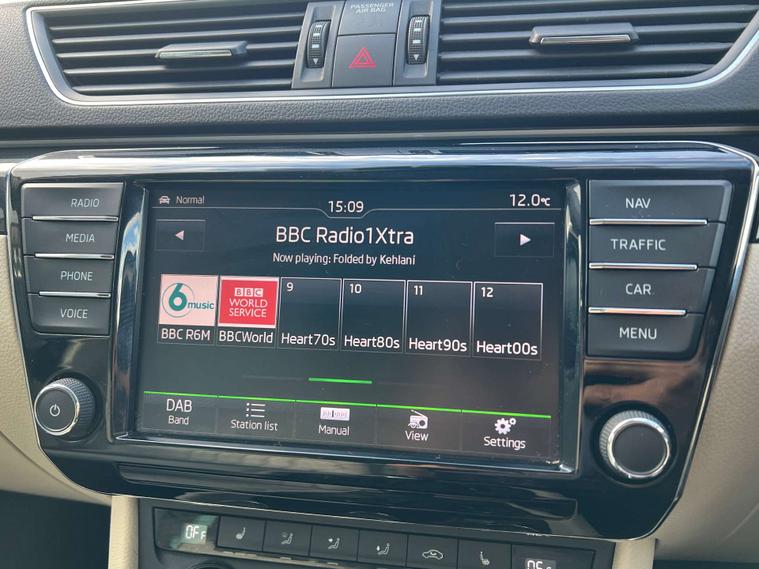 PASSENGER
AIR BAG
RADIO
MEDIA
PHONE
VOICE
Normal
15:09
12.0℃
BBC Radio1Xtra
Now playing: Folded by Kehlani
6music
BBC R6M
BBC
WORLD
SERVICE
BBCWorld
9
Heart70s
10
Heart80s
11
Heart90s
12
Heart00s
DAB
Band
Station list
Manual
View
Settings
NAV
TRAFFIC
CAR
MENU
OFF